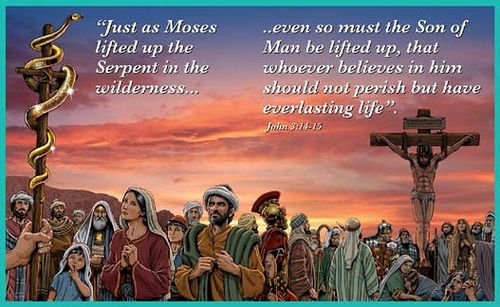 “Just as Moses
lifted up the
Serpent in the
wilderness...
..even so must the Son of
Man be lifted up, that
whoever believes in him
should not perish but have
everlasting life”.
John 3:14-15